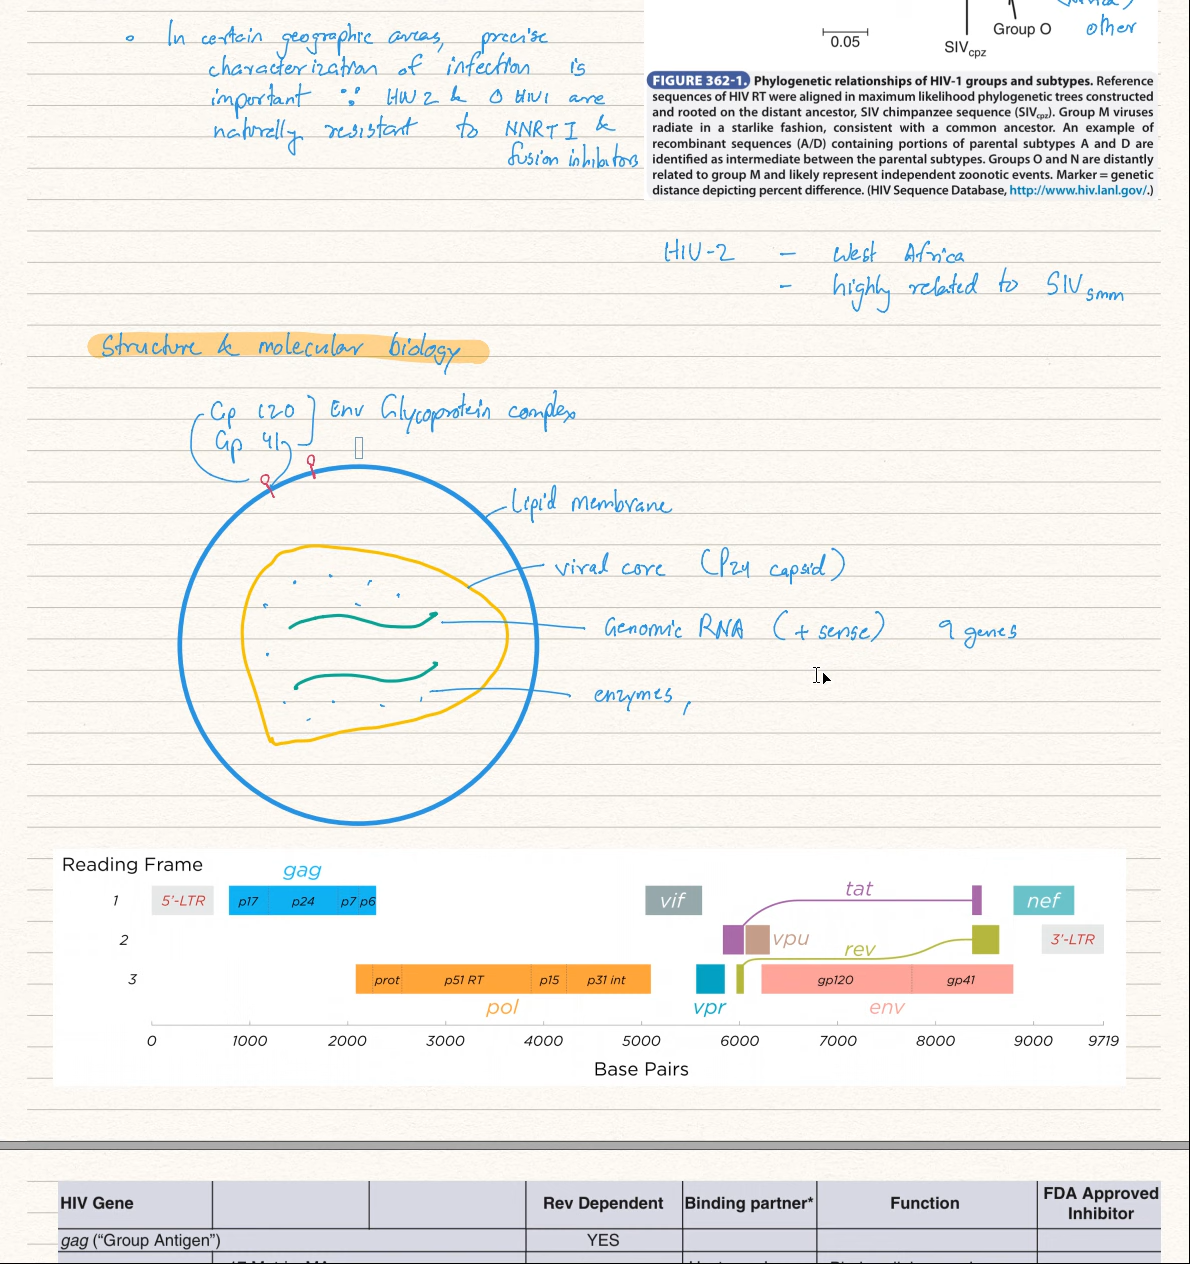 o In certain geographic areas, precise
characterization of infection is
important ∵ HIV 2 & O HIV1 are
naturally resistant to NNRTI &
fusion inhibitors
other
Group O
0.05
SIVcpz
FIGURE 362-1. Phylogenetic relationships of HIV-1 groups and subtypes. Reference
sequences of HIV RT were aligned in maximum likelihood phylogenetic trees constructed
and rooted on the distant ancestor, SIV chimpanzee sequence (SIVcpz). Group M viruses
radiate in a starlike fashion, consistent with a common ancestor. An example of
recombinant sequences (A/D) containing portions of parental subtypes A and D are
identified as intermediate between the parental subtypes. Groups O and N are distantly
related to group M and likely represent independent zoonotic events. Marker = genetic
distance depicting percent difference. (HIV Sequence Database, http://www.hiv.lanl.gov/.)
HIV-2 – West Africa
– highly related to SIVsmm
Structure & molecular biology
Gp 120 ] Env Glycoprotein complex
Gp 41
Lipid membrane
viral core (P24 capsid)
Genomic RNA (+ sense) 9 genes
enzymes,
Reading Frame
gag
1 5'-LTR p17 p24 p7 p6 vif tat nef
2 vpu rev 3'-LTR
3 prot p51 RT p15 p31 int gp120 gp41
pol vpr env
0 1000 2000 3000 4000 5000 6000 7000 8000 9000 9719
Base Pairs
HIV Gene Rev Dependent Binding partner* Function FDA Approved Inhibitor
gag (“Group Antigen”) YES